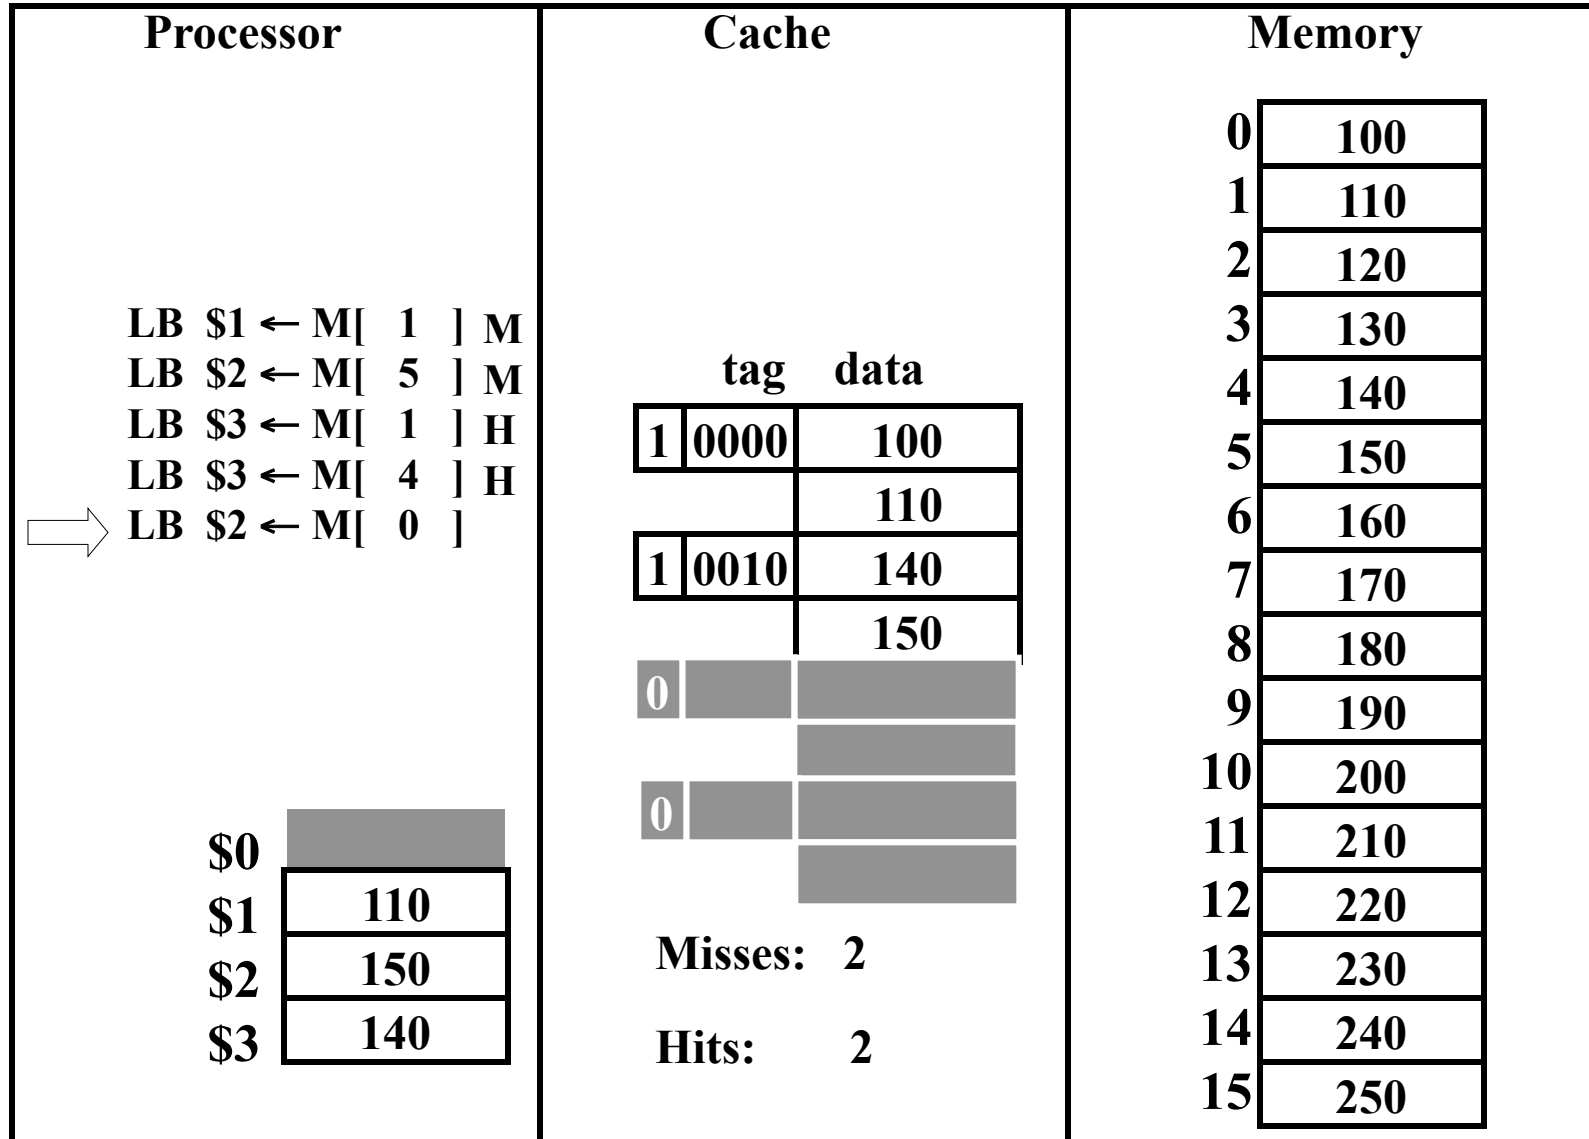 Processor
LB $1 ← M[ 1 ] M
LB $2 ← M[ 5 ] M
LB $3 ← M[ 1 ] H
LB $3 ← M[ 4 ] H
LB $2 ← M[ 0 ]
$0
$1 110
$2 150
$3 140
Cache
tag data
1 0000 100
110
1 0010 140
150
0
0
Misses: 2
Hits: 2
Memory
0 100
1 110
2 120
3 130
4 140
5 150
6 160
7 170
8 180
9 190
10 200
11 210
12 220
13 230
14 240
15 250